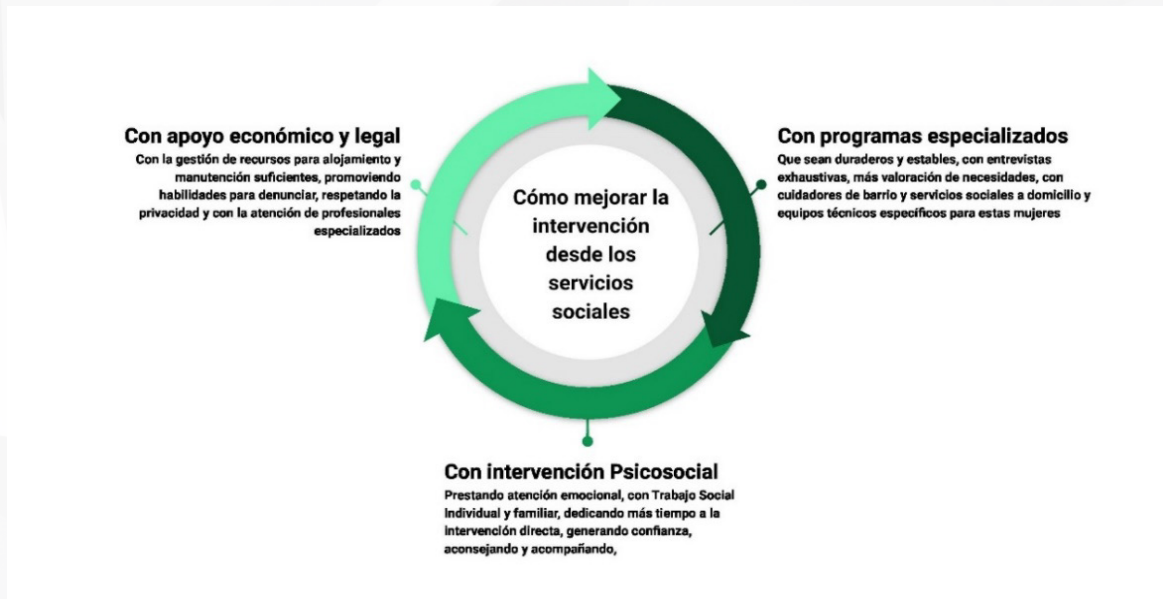 Con apoyo económico y legal
Con la gestión de recursos para alojamiento y
manutención suficientes, promoviendo
habilidades para denunciar, respetando la
privacidad y con la atención de profesionales
especializados
Cómo mejorar la
intervención
desde los
servicios
sociales
Con programas especializados
Que sean duraderos y estables, con entrevistas
exhaustivas, más valoración de necesidades, con
cuidadores de barrio y servicios sociales a domicilio y
equipos técnicos específicos para estas mujeres
Con intervención Psicosocial
Prestando atención emocional, con Trabajo Social
Individual y familiar, dedicando más tiempo a la
intervención directa, generando confianza,
aconsejando y acompañando,